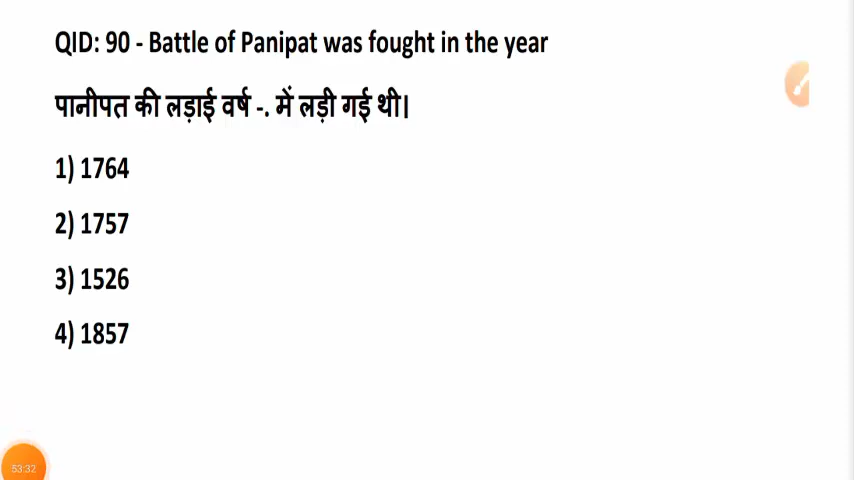 QID: 90 - Battle of Panipat was fought in the year
पानीपत की लड़ाई वर्ष -. में लड़ी गई थी।
1) 1764
2) 1757
3) 1526
4) 1857
53:32